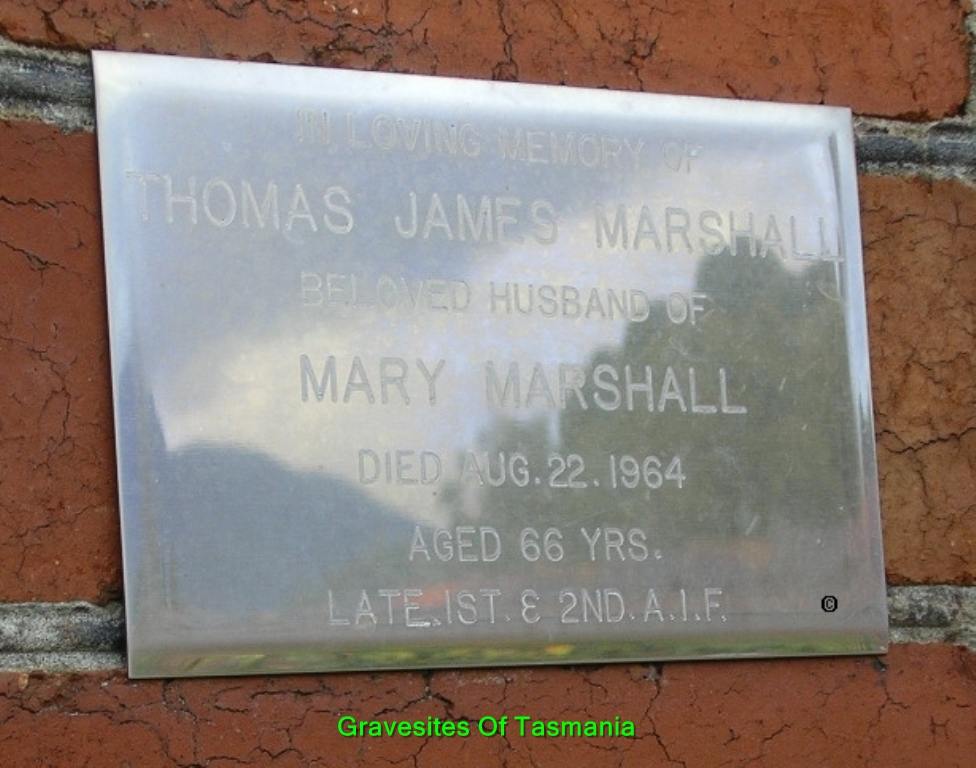 IN LOVING MEMORY OF
THOMAS JAMES MARSHALL
BELOVED HUSBAND OF
MARY MARSHALL
DIED AUG. 22. 1964
AGED 66 YRS.
LATE. 1ST. & 2ND. A.I.F.
©
Gravesites Of Tasmania